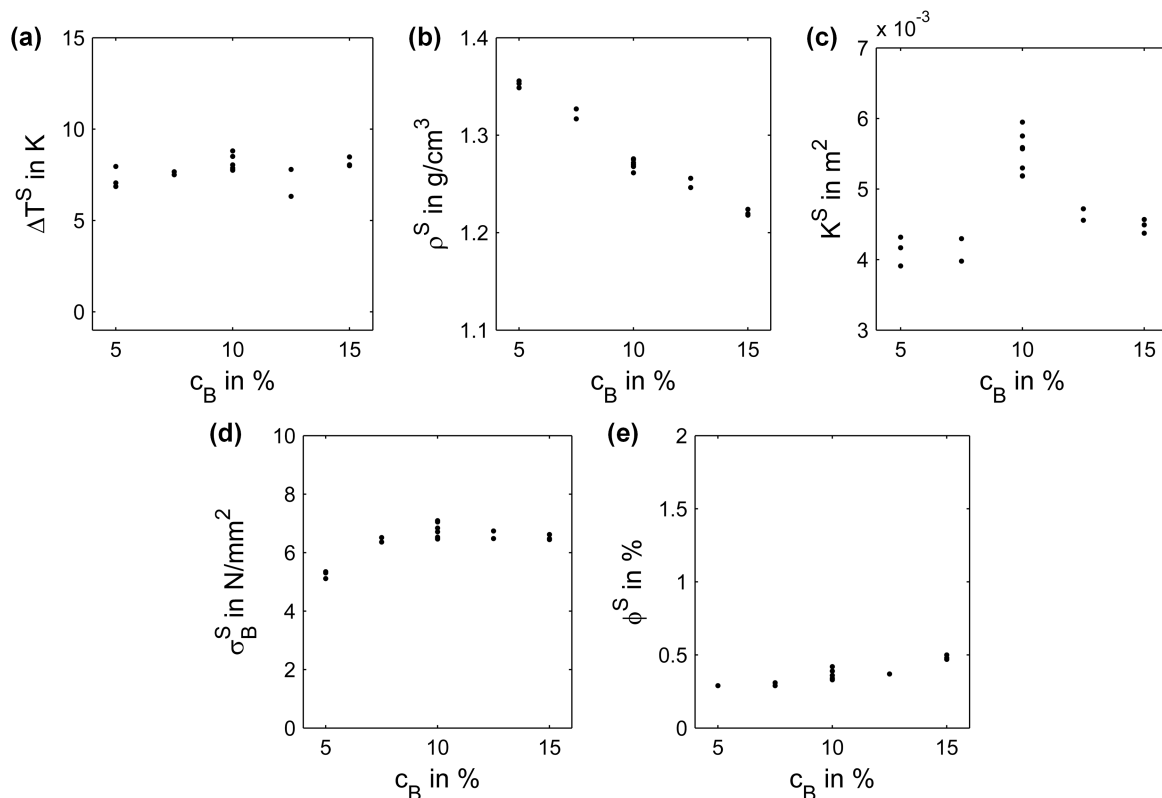 (a)
15
10
5
0
ΔT^S in K
5 10 15
c_B in %
(b)
1.4
1.3
1.2
1.1
ρ^S in g/cm^3
5 10 15
c_B in %
(c)
x 10^-3
7
6
5
4
3
K^S in m^2
5 10 15
c_B in %
(d)
10
8
6
4
2
0
σ_B^S in N/mm^2
5 10 15
c_B in %
(e)
2
1.5
1
0.5
0
ϕ^S in %
5 10 15
c_B in %